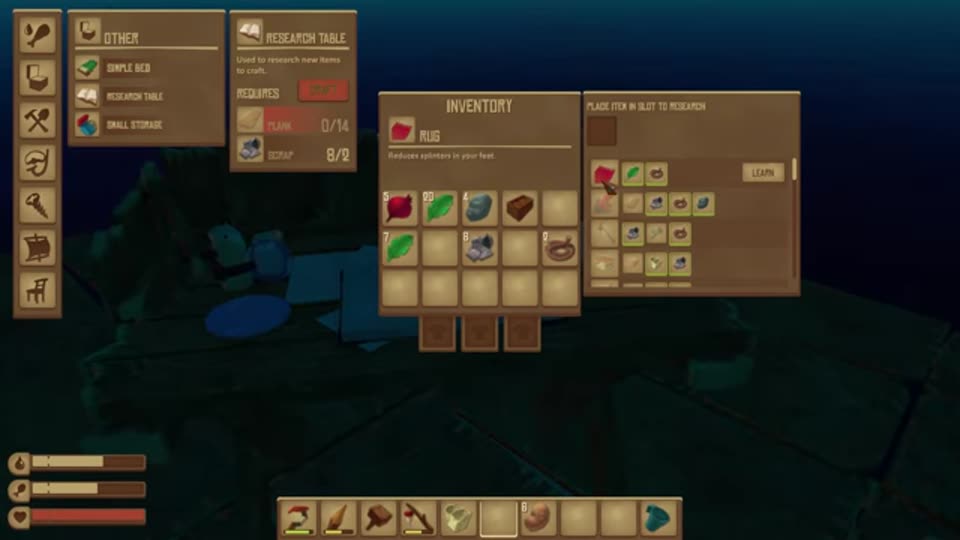 OTHER
SIMPLE BED
RESEARCH TABLE
SMALL STORAGE
RESEARCH TABLE
Used to research new items
to craft.
REQUIRES CRAFT
PLANK 0/14
SCRAP 8/2
INVENTORY
RUG
Reduces splinters in your feet.
5 20 4
7 8
PLACE ITEM IN SLOT TO RESEARCH
LEARN